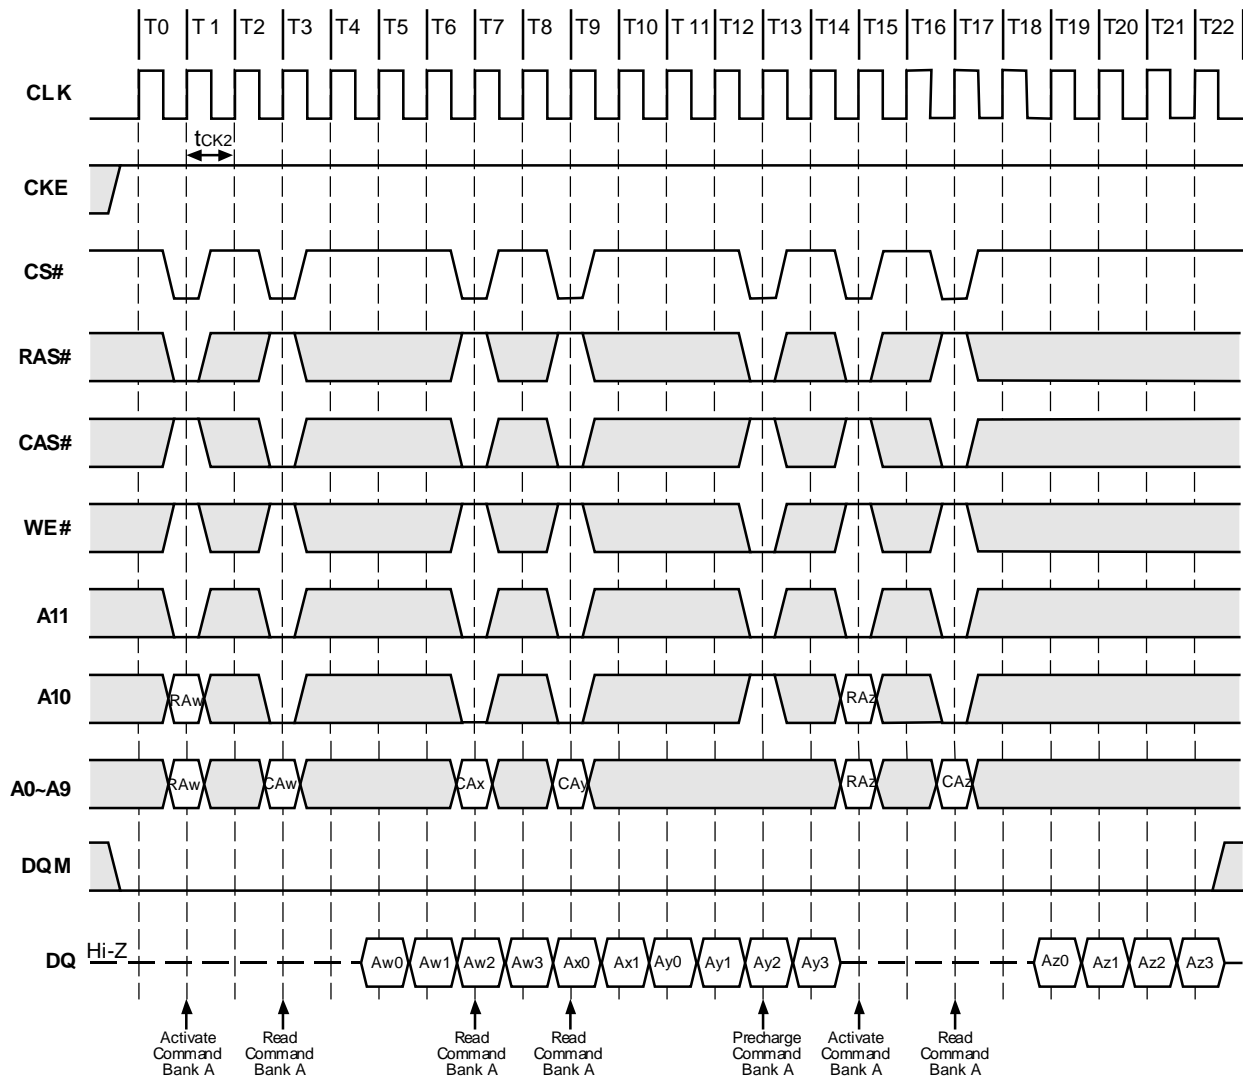 T0 T 1 T2 T3 T4 T5 T6 T7 T8 T9 T10 T 11 T12 T13 T14 T15 T16 T17 T18 T19 T20 T21 T22
CLK
tCK2
CKE
CS#
RAS#
CAS#
WE#
A11
A10 RAw RAz
A0~A9 RAw CAw CAx CAy RAz CAz
DQM
DQ Hi-Z Aw0 Aw1 Aw2 Aw3 Ax0 Ax1 Ay0 Ay1 Ay2 Ay3 Az0 Az1 Az2 Az3
Activate Read Read Read Precharge Activate Read
Command Command Command Command Command Command Command
Bank A Bank A Bank A Bank A Bank A Bank A Bank A